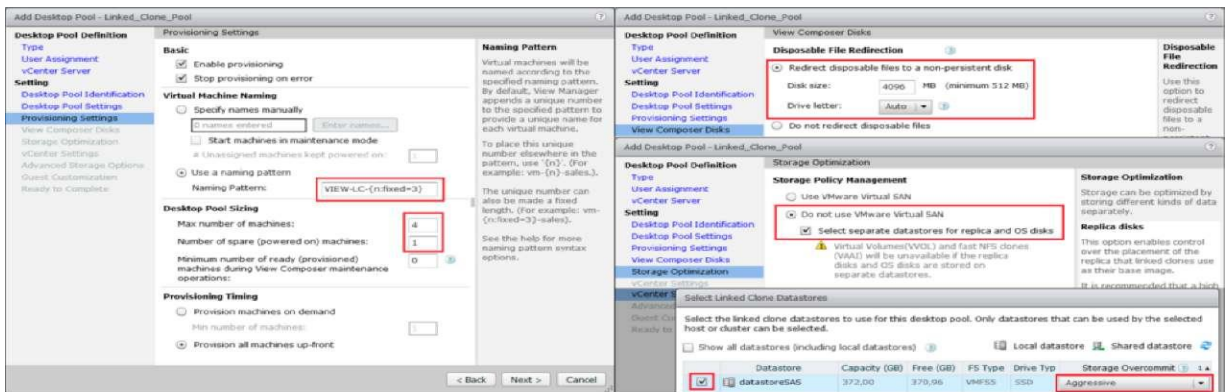 Add Desktop Pool - Linked_Clone_Pool
Desktop Pool Definition
Type
User Assignment
vCenter Server
Setting
Desktop Pool Identification
Desktop Pool Settings
Provisioning Settings
View Composer Disks
Storage Optimization
vCenter Settings
Advanced Storage Options
Guest Customization
Ready to Complete
Provisioning Settings
Basic
Enable provisioning
Stop provisioning on error
Virtual Machine Naming
Specify names manually
0 names entered
Enter names...
Start machines in maintenance mode
# Unassigned machines kept powered on:
1
Use a naming pattern
Naming Pattern:
VIEW-LC-{n:fixed=3}
Desktop Pool Sizing
Max number of machines:
4
Number of spare (powered on) machines:
1
Minimum number of ready (provisioned)
machines during View Composer maintenance
operations:
0
Provisioning Timing
Provision machines on demand
Min number of machines:
1
Provision all machines up-front
Naming Pattern
Virtual machines will be
named according to the
specified naming pattern.
By default, View Manager
appends a unique number
to the specified pattern to
provide a unique name for
each virtual machine.
To place this unique
number elsewhere in the
pattern, use '{n}'. (For
example: vm-{n}-sales.).
The unique number can
also be made a fixed
length. (For example: vm-
{n:fixed=3}-sales).
See the help for more
naming pattern syntax
options.
< Back
Next >
Cancel
Add Desktop Pool - Linked_Clone_Pool
Desktop Pool Definition
Type
User Assignment
vCenter Server
Setting
Desktop Pool Identification
Desktop Pool Settings
Provisioning Settings
View Composer Disks
View Composer Disks
Disposable File Redirection
Redirect disposable files to a non-persistent disk
Disk size:
4096
MB (minimum 512 MB)
Drive letter:
Auto
Do not redirect disposable files
Disposable
File
Redirection
Use this
option to
redirect
disposable
files to a
non-
Add Desktop Pool - Linked_Clone_Pool
Desktop Pool Definition
Type
User Assignment
vCenter Server
Setting
Desktop Pool Identification
Desktop Pool Settings
Provisioning Settings
View Composer Disks
Storage Optimization
vCenter Settings
Storage Optimization
Storage Policy Management
Use VMware Virtual SAN
Do not use VMware Virtual SAN
Select separate datastores for replica and OS disks
Virtual Volumes(VVOL) and fast NFS clones
(VAAI) will be unavailable if the replica
disks and OS disks are stored on
separate datastores.
Storage Optimization
Storage can be optimized by
storing different kinds of data
separately.
Replica disks
This option enables control
over the placement of the
replica that linked clones use
as their base image.
It is recommended that a high
vCenter S
Advanced
Guest Cu
Ready to
Select Linked Clone Datastores
Select the linked clone datastores to use for this desktop pool. Only datastores that can be used by the selected
host or cluster can be selected.
Show all datastores (including local datastores)
Local datastore
Shared datastore
Datastore
Capacity (GB)
Free (GB)
FS Type
Drive Typ
Storage Overcommit
1
datastoreSAS
372,00
370,96
VMFS5
SSD
Aggressive